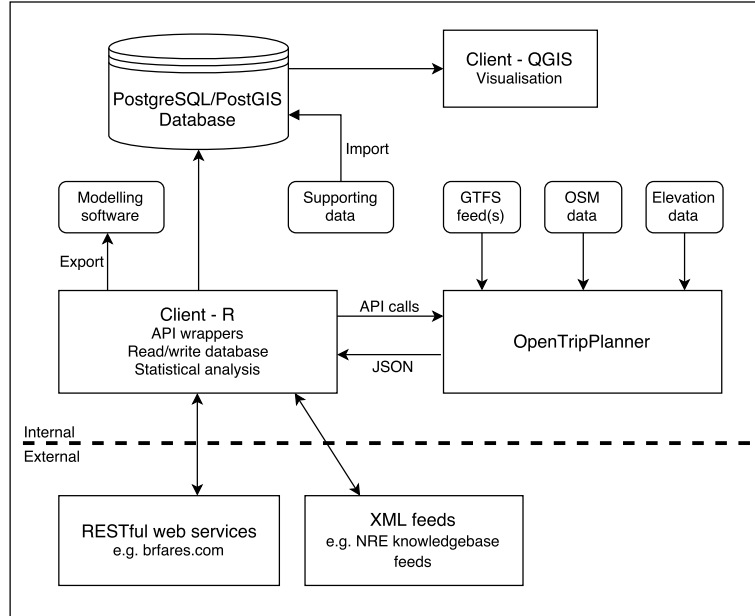 PostgreSQL/PostGIS
Database
Client - QGIS
Visualisation
Import
Modelling
software
Supporting
data
GTFS
feed(s)
OSM
data
Elevation
data
Export
Client - R
API wrappers
Read/write database
Statistical analysis
API calls
JSON
OpenTripPlanner
Internal
External
RESTful web services
e.g. brfares.com
XML feeds
e.g. NRE knowledgebase
feeds